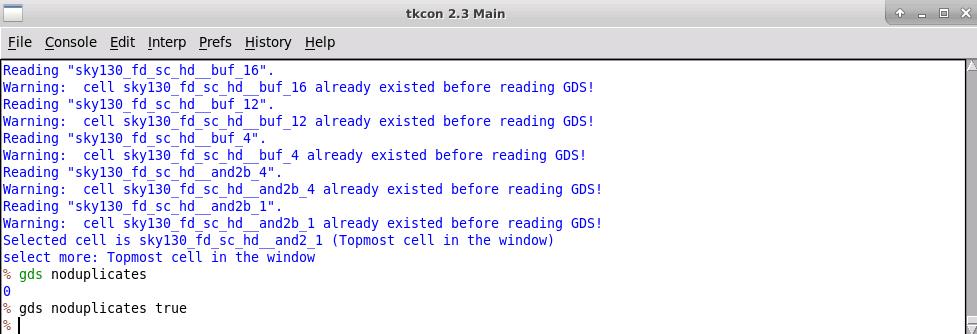 tkcon 2.3 Main
File Console Edit Interp Prefs History Help
Reading "sky130_fd_sc_hd__buf_16".
Warning:  cell sky130_fd_sc_hd__buf_16 already existed before reading GDS!
Reading "sky130_fd_sc_hd__buf_12".
Warning:  cell sky130_fd_sc_hd__buf_12 already existed before reading GDS!
Reading "sky130_fd_sc_hd__buf_4".
Warning:  cell sky130_fd_sc_hd__buf_4 already existed before reading GDS!
Reading "sky130_fd_sc_hd__and2b_4".
Warning:  cell sky130_fd_sc_hd__and2b_4 already existed before reading GDS!
Reading "sky130_fd_sc_hd__and2b_1".
Warning:  cell sky130_fd_sc_hd__and2b_1 already existed before reading GDS!
Selected cell is sky130_fd_sc_hd__and2_1 (Topmost cell in the window)
select more: Topmost cell in the window
% gds noduplicates
0
% gds noduplicates true
%